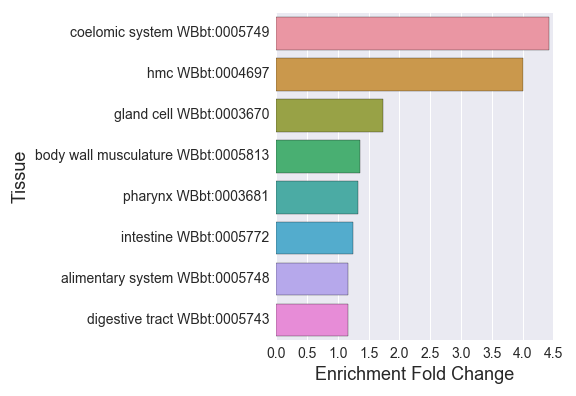 coelomic system WBbt:0005749
hmc WBbt:0004697
gland cell WBbt:0003670
body wall musculature WBbt:0005813
pharynx WBbt:0003681
intestine WBbt:0005772
alimentary system WBbt:0005748
digestive tract WBbt:0005743
Tissue
0.0 0.5 1.0 1.5 2.0 2.5 3.0 3.5 4.0 4.5
Enrichment Fold Change